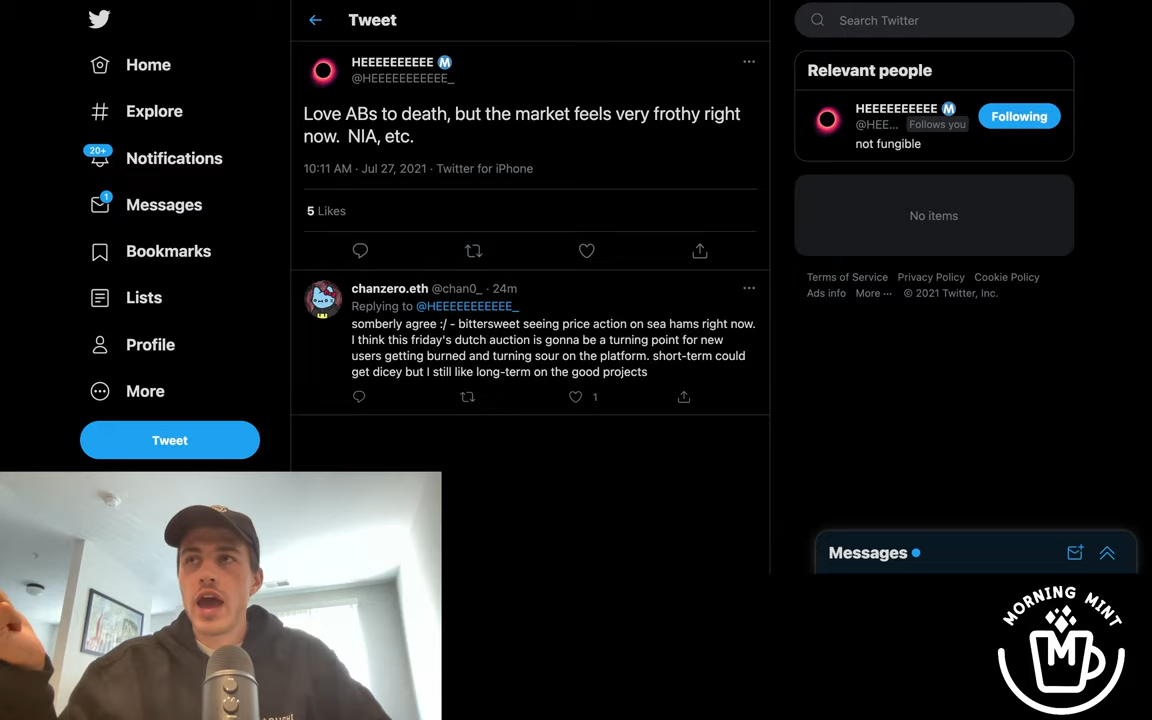 Home
Explore
20+
Notifications
1
Messages
Bookmarks
Lists
Profile
More
Tweet
Tweet
HEEEEEEEEEE M
@HEEEEEEEEEEE_
Love ABs to death, but the market feels very frothy right
now. NIA, etc.
10:11 AM · Jul 27, 2021 · Twitter for iPhone
5 Likes
chanzero.eth @chan0_ · 24m
Replying to @HEEEEEEEEEEE_
somberly agree :/ - bittersweet seeing price action on sea hams right now.
I think this friday's dutch auction is gonna be a turning point for new
users getting burned and turning sour on the platform. short-term could
get dicey but I still like long-term on the good projects
1
Search Twitter
Relevant people
HEEEEEEEEEE M
@HEE... Follows you
Following
not fungible
No items
Terms of Service Privacy Policy Cookie Policy
Ads info More ··· © 2021 Twitter, Inc.
Messages
MORNING MINT
M